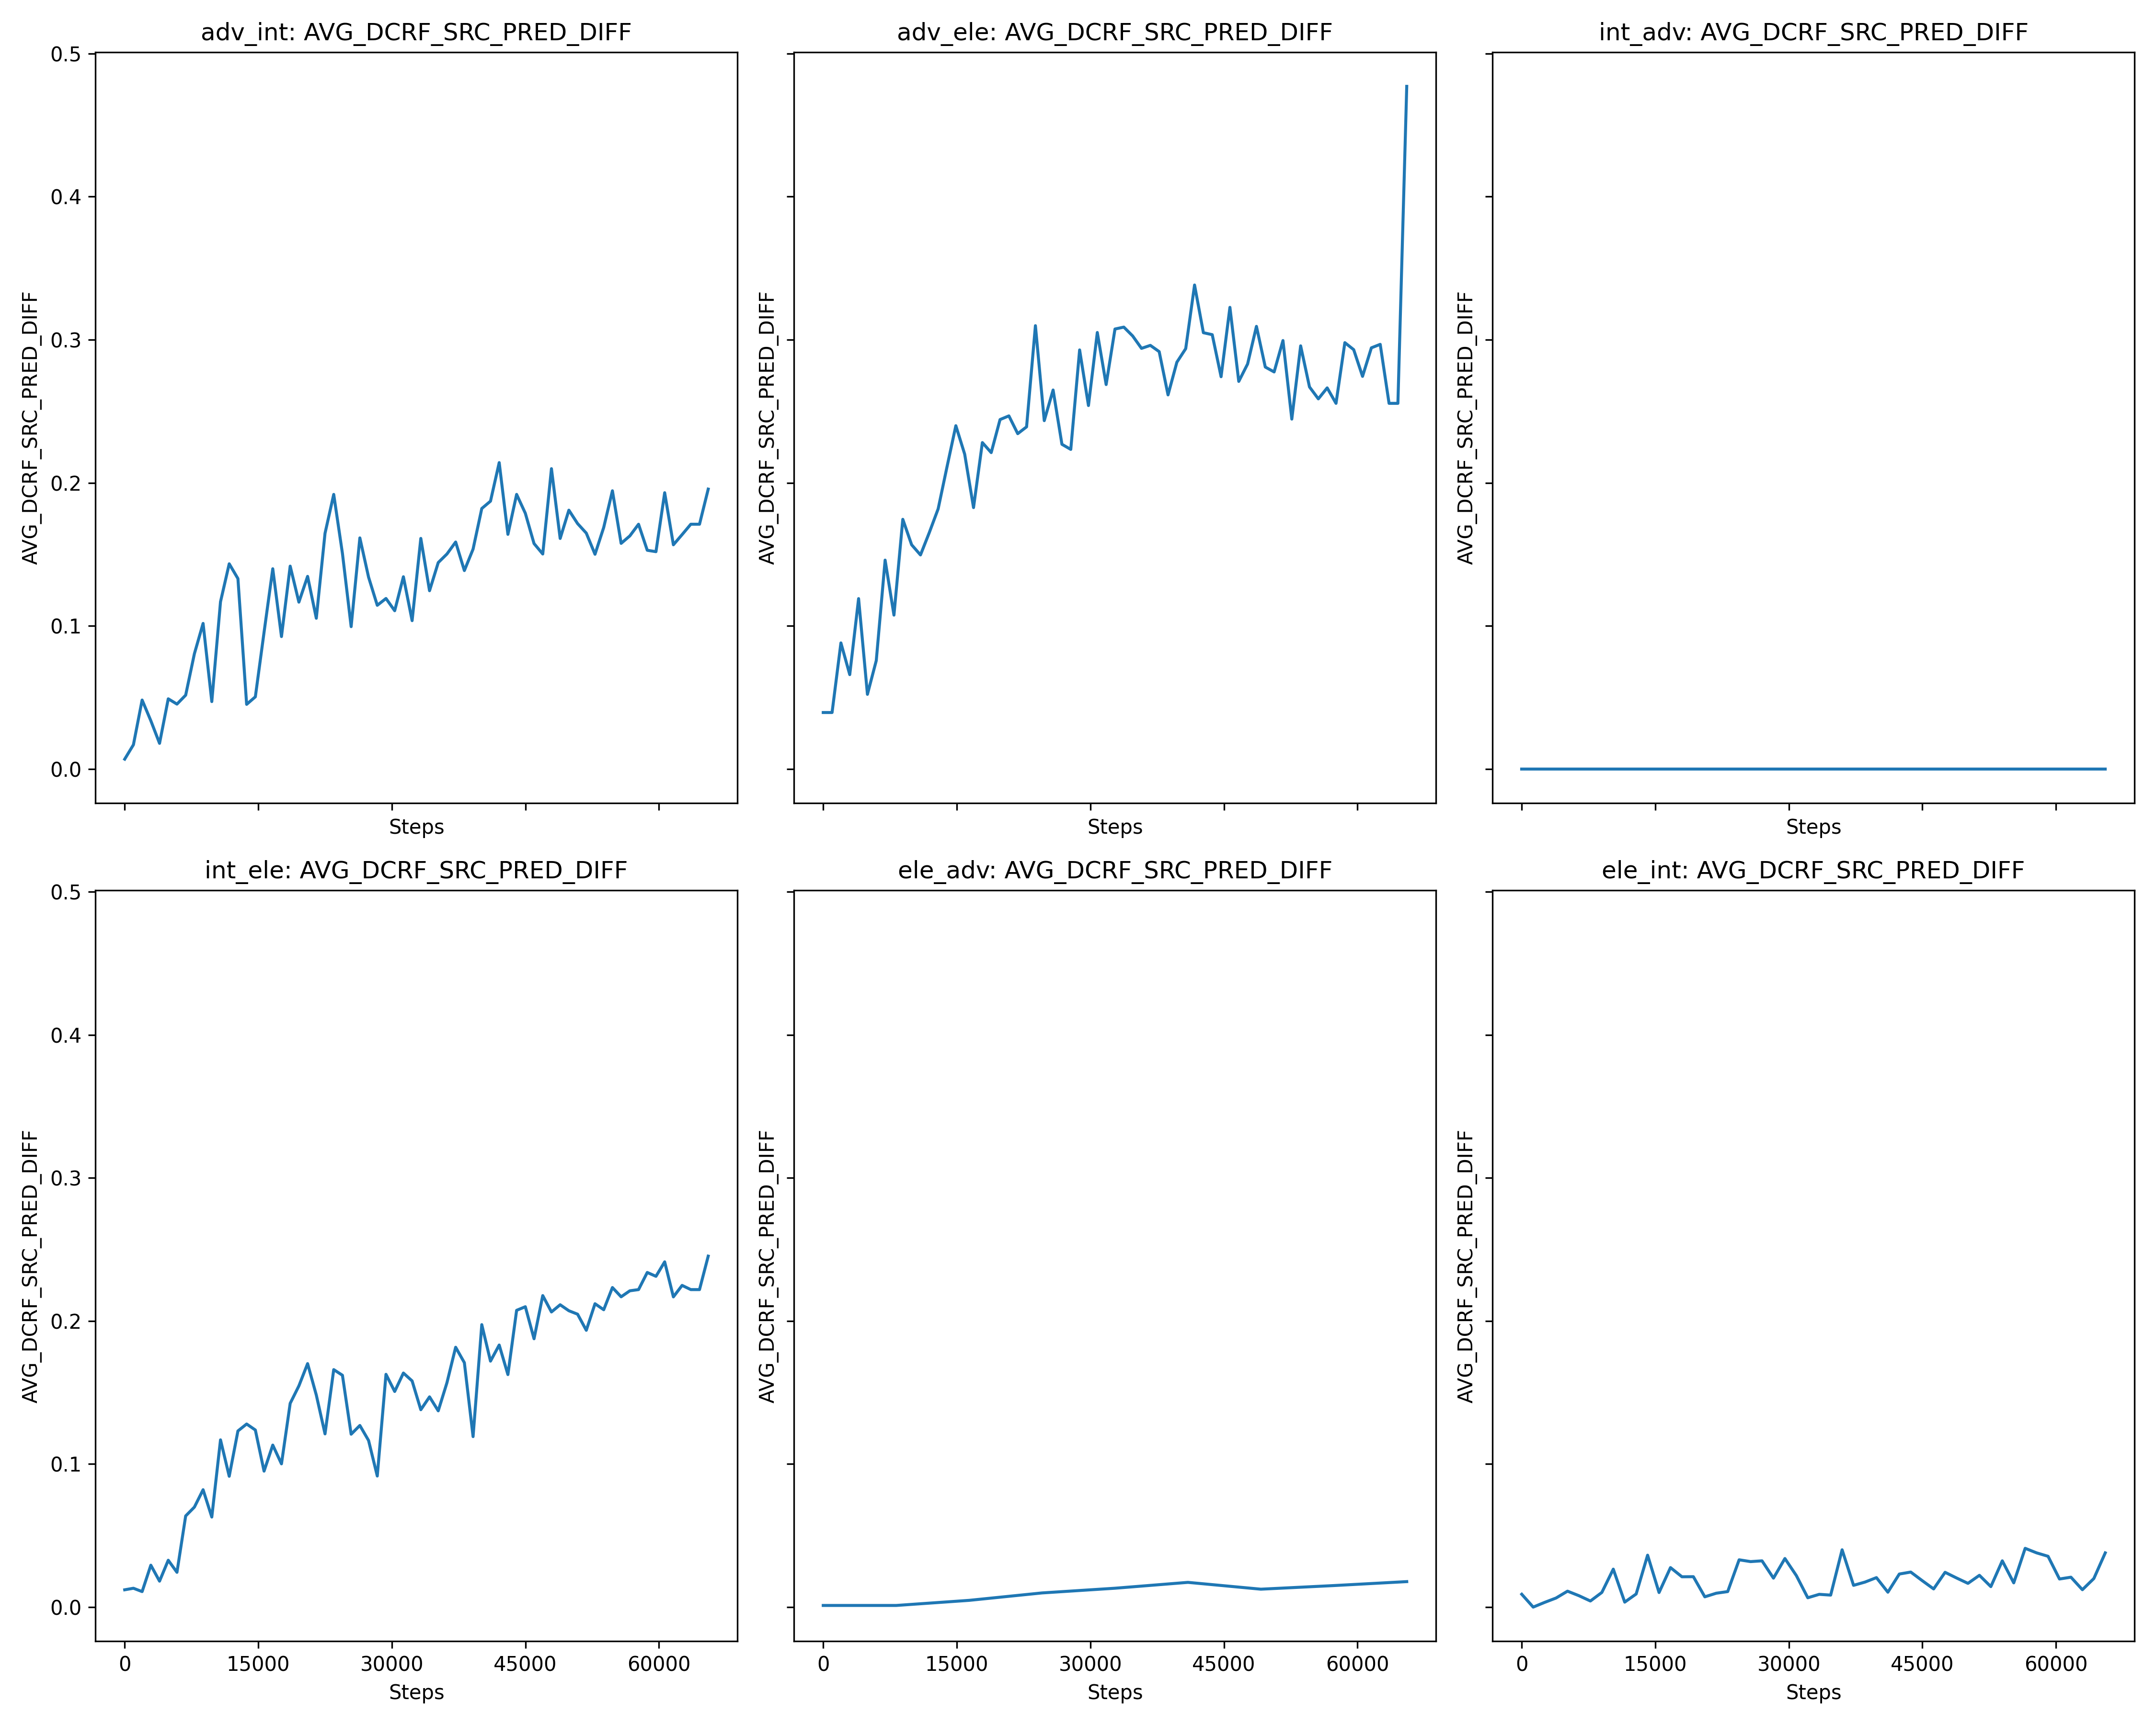 adv_int: AVG_DCRF_SRC_PRED_DIFF
adv_ele: AVG_DCRF_SRC_PRED_DIFF
int_adv: AVG_DCRF_SRC_PRED_DIFF
AVG_DCRF_SRC_PRED_DIFF
0.5
0.4
0.3
0.2
0.1
0.0
Steps
AVG_DCRF_SRC_PRED_DIFF
Steps
AVG_DCRF_SRC_PRED_DIFF
Steps
int_ele: AVG_DCRF_SRC_PRED_DIFF
ele_adv: AVG_DCRF_SRC_PRED_DIFF
ele_int: AVG_DCRF_SRC_PRED_DIFF
AVG_DCRF_SRC_PRED_DIFF
0.5
0.4
0.3
0.2
0.1
0.0
0 15000 30000 45000 60000
Steps
AVG_DCRF_SRC_PRED_DIFF
0 15000 30000 45000 60000
Steps
AVG_DCRF_SRC_PRED_DIFF
0 15000 30000 45000 60000
Steps